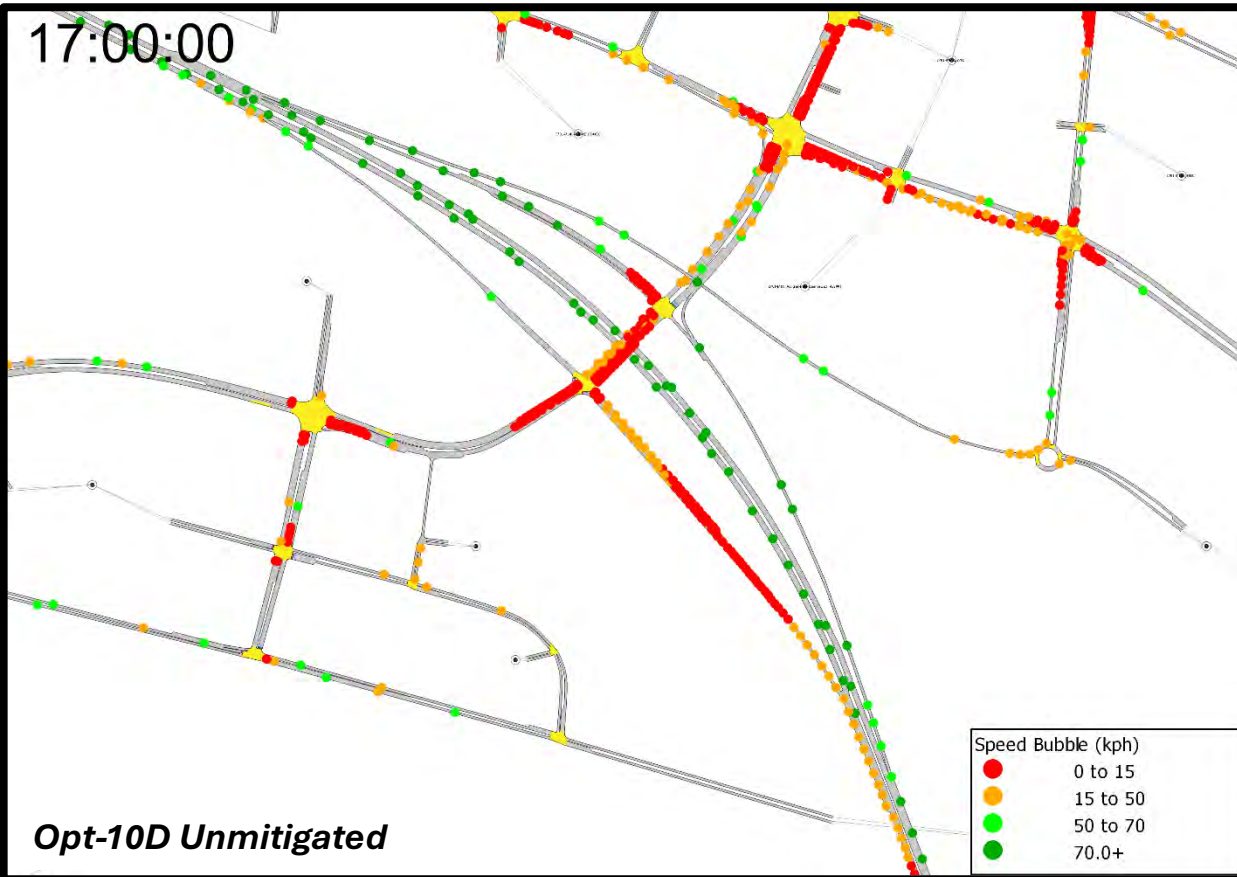 17:00:00
Speed Bubble (kph)
0 to 15
15 to 50
50 to 70
70.0+
Opt-10D Unmitigated